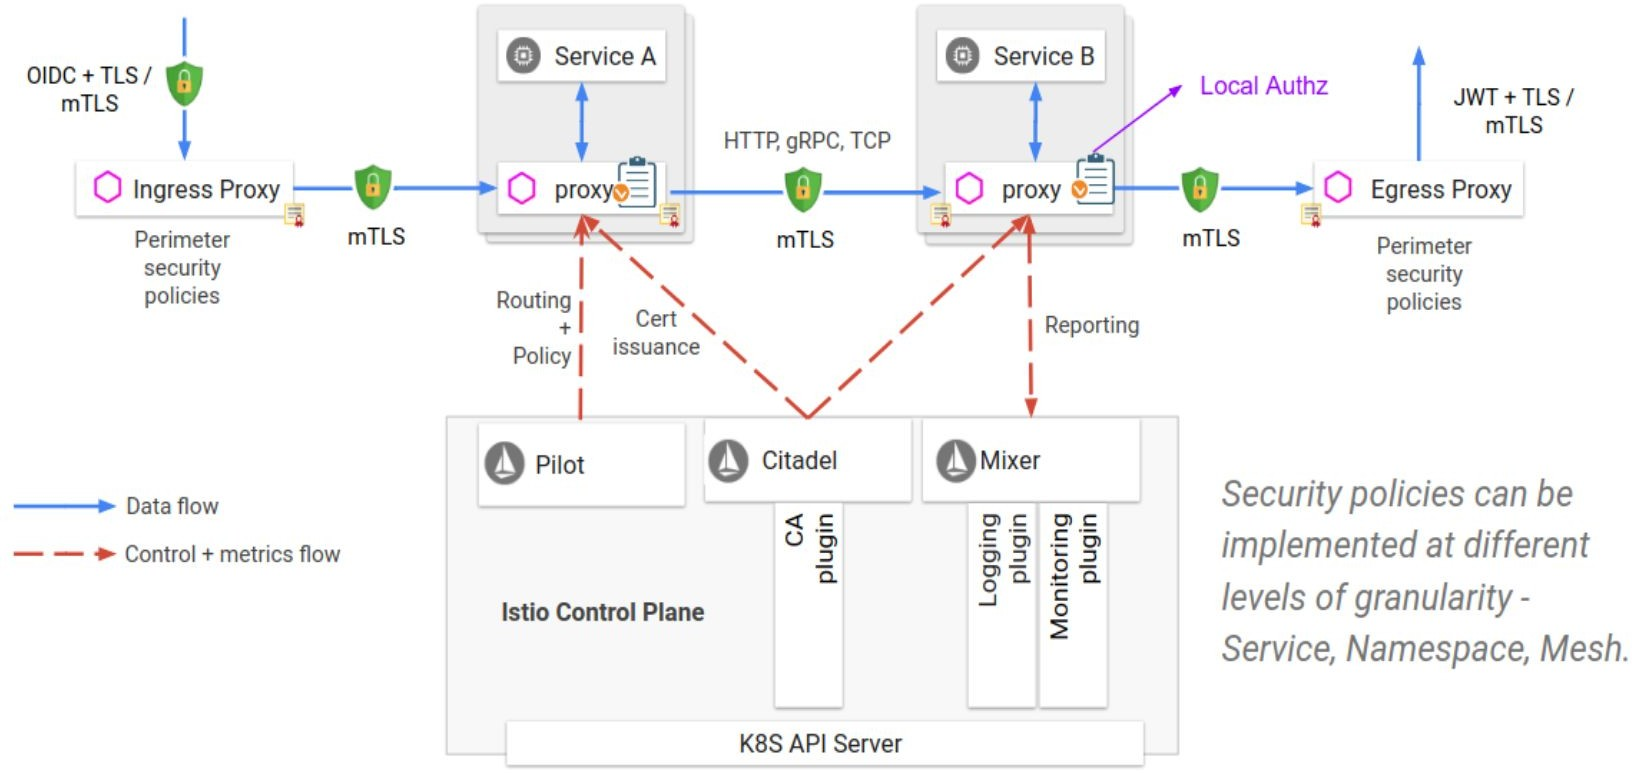 OIDC + TLS /
mTLS
Ingress Proxy
Perimeter
security
policies
mTLS
Service A
proxy
HTTP, gRPC, TCP
mTLS
Service B
proxy
Local Authz
mTLS
JWT + TLS /
mTLS
Egress Proxy
Perimeter
security
policies
Routing
+
Policy
Cert
issuance
Reporting
Pilot
Citadel
Mixer
CA
plugin
Logging
plugin
Monitoring
plugin
Istio Control Plane
K8S API Server
Data flow
Control + metrics flow
Security policies can be
implemented at different
levels of granularity -
Service, Namespace, Mesh.